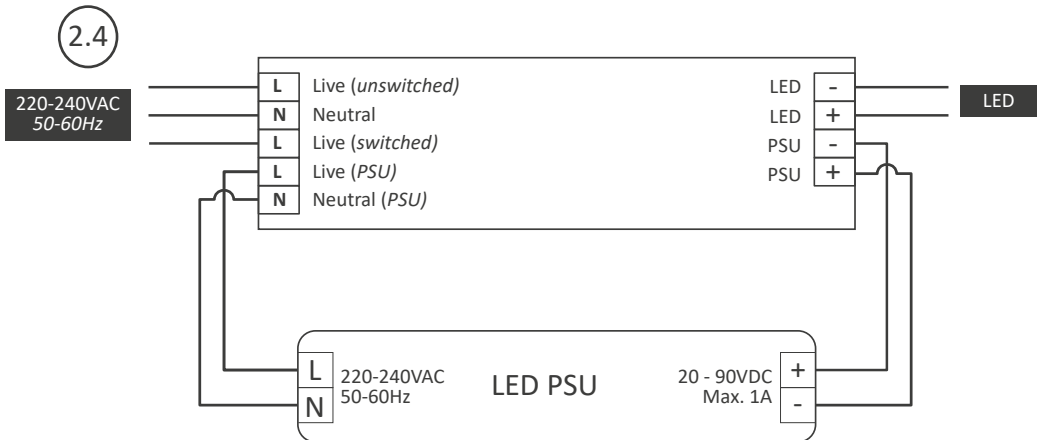 2.4
220-240VAC
50-60Hz
L Live (unswitched)
N Neutral
L Live (switched)
L Live (PSU)
N Neutral (PSU)
LED -
LED +
PSU -
PSU +
LED
L
N
220-240VAC
50-60Hz
LED PSU
20 - 90VDC
Max. 1A
+
-